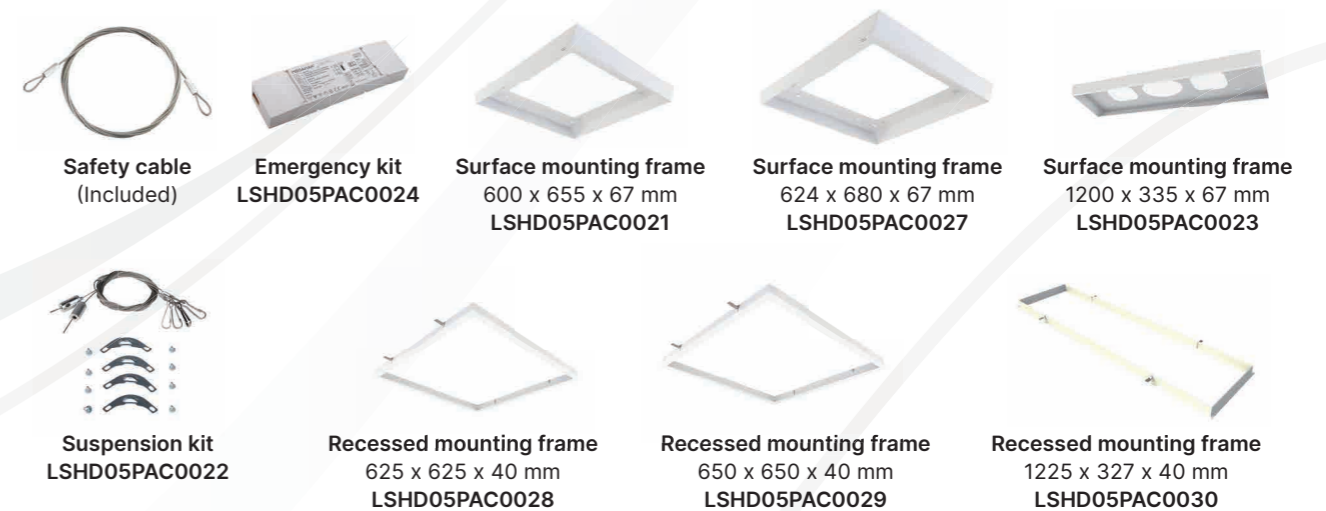 Safety cable
(Included)
Emergency kit
LSHD05PAC0024
Surface mounting frame
600 x 655 x 67 mm
LSHD05PAC0021
Surface mounting frame
624 x 680 x 67 mm
LSHD05PAC0027
Surface mounting frame
1200 x 335 x 67 mm
LSHD05PAC0023
Suspension kit
LSHD05PAC0022
Recessed mounting frame
625 x 625 x 40 mm
LSHD05PAC0028
Recessed mounting frame
650 x 650 x 40 mm
LSHD05PAC0029
Recessed mounting frame
1225 x 327 x 40 mm
LSHD05PAC0030